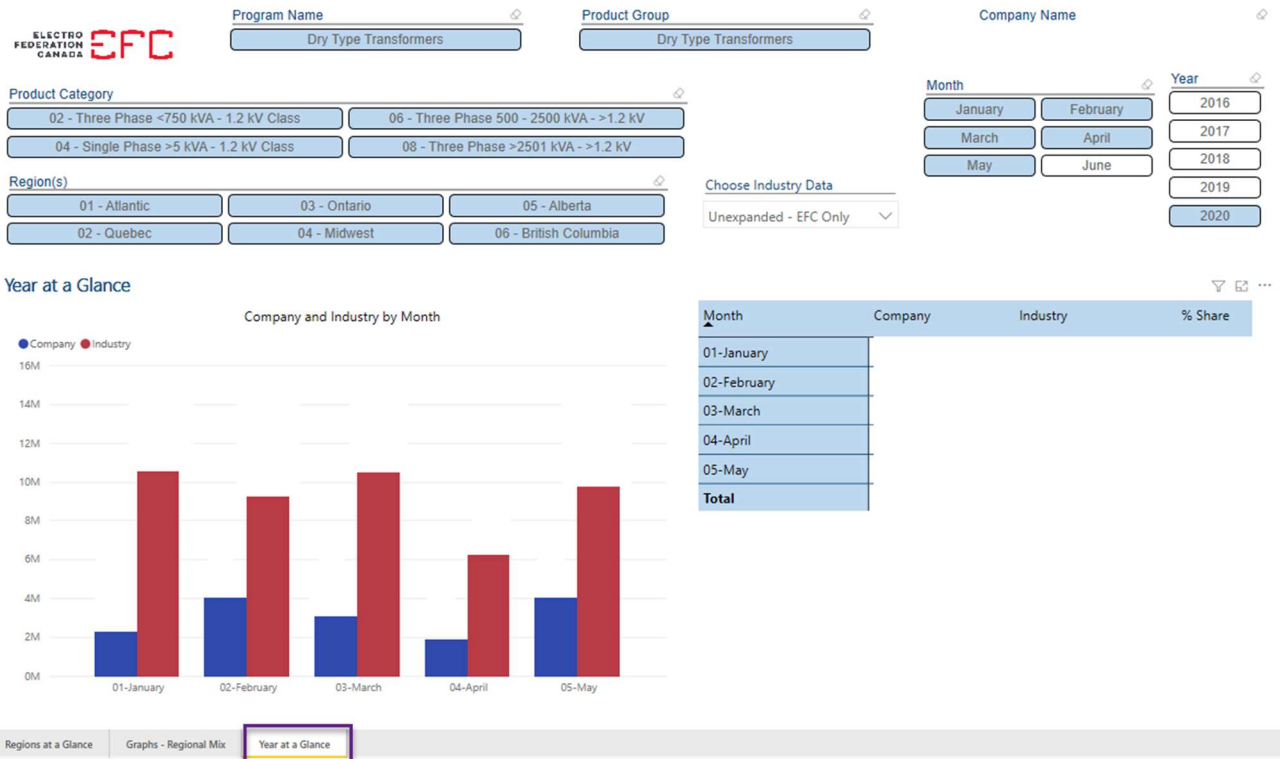 ELECTRO
FEDERATION
CANADA
EFC
Program Name
Dry Type Transformers
Product Group
Dry Type Transformers
Company Name
Product Category
02 - Three Phase <750 kVA - 1.2 kV Class
06 - Three Phase 500 - 2500 kVA - >1.2 kV
04 - Single Phase >5 kVA - 1.2 kV Class
08 - Three Phase >2501 kVA - >1.2 kV
Month
January
February
March
April
May
June
Year
2016
2017
2018
2019
2020
Region(s)
01 - Atlantic
03 - Ontario
05 - Alberta
02 - Quebec
04 - Midwest
06 - British Columbia
Choose Industry Data
Unexpanded - EFC Only
Year at a Glance
Company and Industry by Month
Company Industry
16M
14M
12M
10M
8M
6M
4M
2M
0M
01-January 02-February 03-March 04-April 05-May
Month Company Industry % Share
01-January
02-February
03-March
04-April
05-May
Total
Regions at a Glance Graphs - Regional Mix Year at a Glance